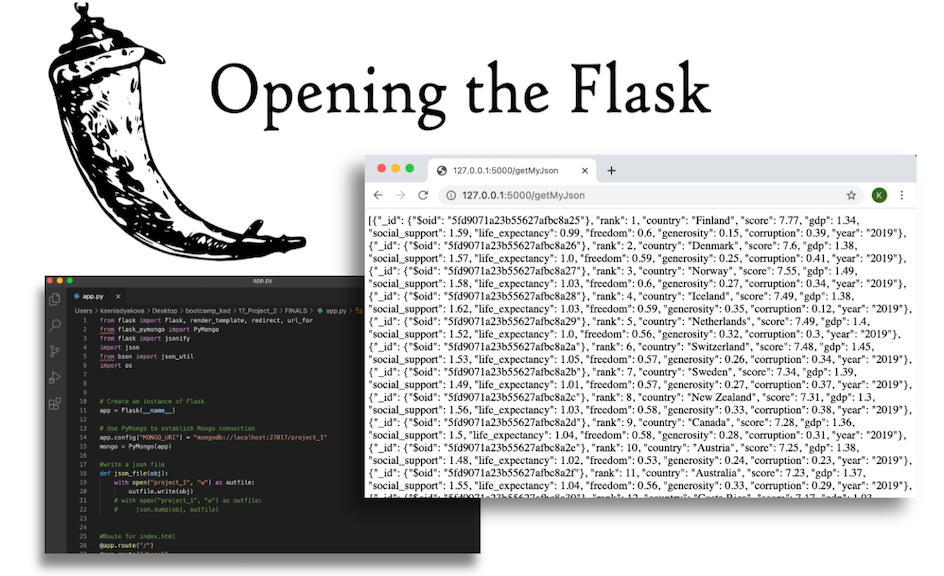 Opening the Flask
127.0.0.1:5000/getMyJson
127.0.0.1:5000/getMyJson
K
[{"_id": {"$oid": "5fd9071a23b55627afbc8a25"}, "rank": 1, "country": "Finland", "score": 7.77, "gdp": 1.34,
"social_support": 1.59, "life_expectancy": 0.99, "freedom": 0.6, "generosity": 0.15, "corruption": 0.39, "year": "2019"},
{"_id": {"$oid": "5fd9071a23b55627afbc8a26"}, "rank": 2, "country": "Denmark", "score": 7.6, "gdp": 1.38,
"social_support": 1.57, "life_expectancy": 1.0, "freedom": 0.59, "generosity": 0.25, "corruption": 0.41, "year": "2019"},
{"_id": {"$oid": "5fd9071a23b55627afbc8a27"}, "rank": 3, "country": "Norway", "score": 7.55, "gdp": 1.49,
"social_support": 1.58, "life_expectancy": 1.03, "freedom": 0.6, "generosity": 0.27, "corruption": 0.34, "year": "2019"},
{"_id": {"$oid": "5fd9071a23b55627afbc8a28"}, "rank": 4, "country": "Iceland", "score": 7.49, "gdp": 1.38,
"social_support": 1.62, "life_expectancy": 1.03, "freedom": 0.59, "generosity": 0.35, "corruption": 0.12, "year": "2019"},
{"_id": {"$oid": "5fd9071a23b55627afbc8a29"}, "rank": 5, "country": "Netherlands", "score": 7.49, "gdp": 1.4,
"social_support": 1.52, "life_expectancy": 1.0, "freedom": 0.56, "generosity": 0.32, "corruption": 0.3, "year": "2019"},
{"_id": {"$oid": "5fd9071a23b55627afbc8a2a"}, "rank": 6, "country": "Switzerland", "score": 7.48, "gdp": 1.45,
"social_support": 1.53, "life_expectancy": 1.05, "freedom": 0.57, "generosity": 0.26, "corruption": 0.34, "year": "2019"},
{"_id": {"$oid": "5fd9071a23b55627afbc8a2b"}, "rank": 7, "country": "Sweden", "score": 7.34, "gdp": 1.39,
"social_support": 1.49, "life_expectancy": 1.01, "freedom": 0.57, "generosity": 0.27, "corruption": 0.37, "year": "2019"},
{"_id": {"$oid": "5fd9071a23b55627afbc8a2c"}, "rank": 8, "country": "New Zealand", "score": 7.31, "gdp": 1.3,
"social_support": 1.56, "life_expectancy": 1.03, "freedom": 0.58, "generosity": 0.33, "corruption": 0.38, "year": "2019"},
{"_id": {"$oid": "5fd9071a23b55627afbc8a2d"}, "rank": 9, "country": "Canada", "score": 7.28, "gdp": 1.36,
"social_support": 1.5, "life_expectancy": 1.04, "freedom": 0.58, "generosity": 0.28, "corruption": 0.31, "year": "2019"},
{"_id": {"$oid": "5fd9071a23b55627afbc8a2e"}, "rank": 10, "country": "Austria", "score": 7.25, "gdp": 1.38,
"social_support": 1.48, "life_expectancy": 1.02, "freedom": 0.53, "generosity": 0.24, "corruption": 0.23, "year": "2019"},
{"_id": {"$oid": "5fd9071a23b55627afbc8a2f"}, "rank": 11, "country": "Australia", "score": 7.23, "gdp": 1.37,
"social_support": 1.55, "life_expectancy": 1.04, "freedom": 0.56, "generosity": 0.33, "corruption": 0.29, "year": "2019"},
{"_id": {"$oid": "5fd9071a23b55627afbc8a30"}, "rank": 12, "country": "Costa Rica", "score": 7.17, "gdp": 1.03,
app.py
app.py
Users > kseniadyakova > Desktop > bootcamp_ksd > 17_Project_2 > FINALS > app.py >
1 from flask import Flask, render_template, redirect, url_for
2 from flask_pymongo import PyMongo
3 from flask import jsonify
4 import json
5 from bson import json_util
6 import os
7
8
9
10 # Create an instance of Flask
11 app = Flask(__name__)
12
13 # Use PyMongo to establish Mongo connection
14 app.config["MONGO_URI"] = "mongodb://localhost:27017/project_1"
15 mongo = PyMongo(app)
16
17 #write a json file
18 def json_file(obj):
19 with open("project_1", "w") as outfile:
20 outfile.write(obj)
21 # with open("project_1", "w") as outfile:
22 # json.dump(obj, outfile)
23
24
25 #Route for index.html
26 @app.route("/")